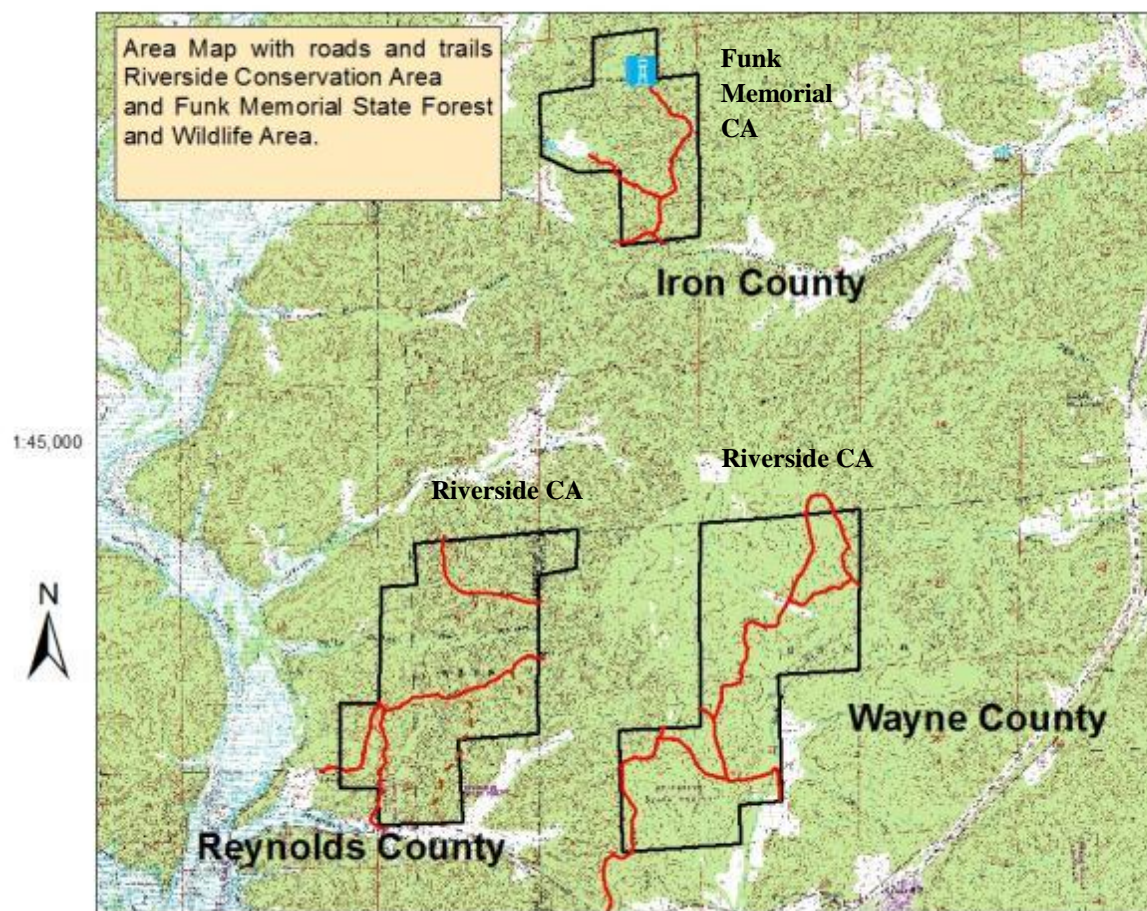 Area Map with roads and trails
Riverside Conservation Area
and Funk Memorial State Forest
and Wildlife Area.
Funk
Memorial
CA
Iron County
1:45,000
Riverside CA
Riverside CA
N
Wayne County
Reynolds County